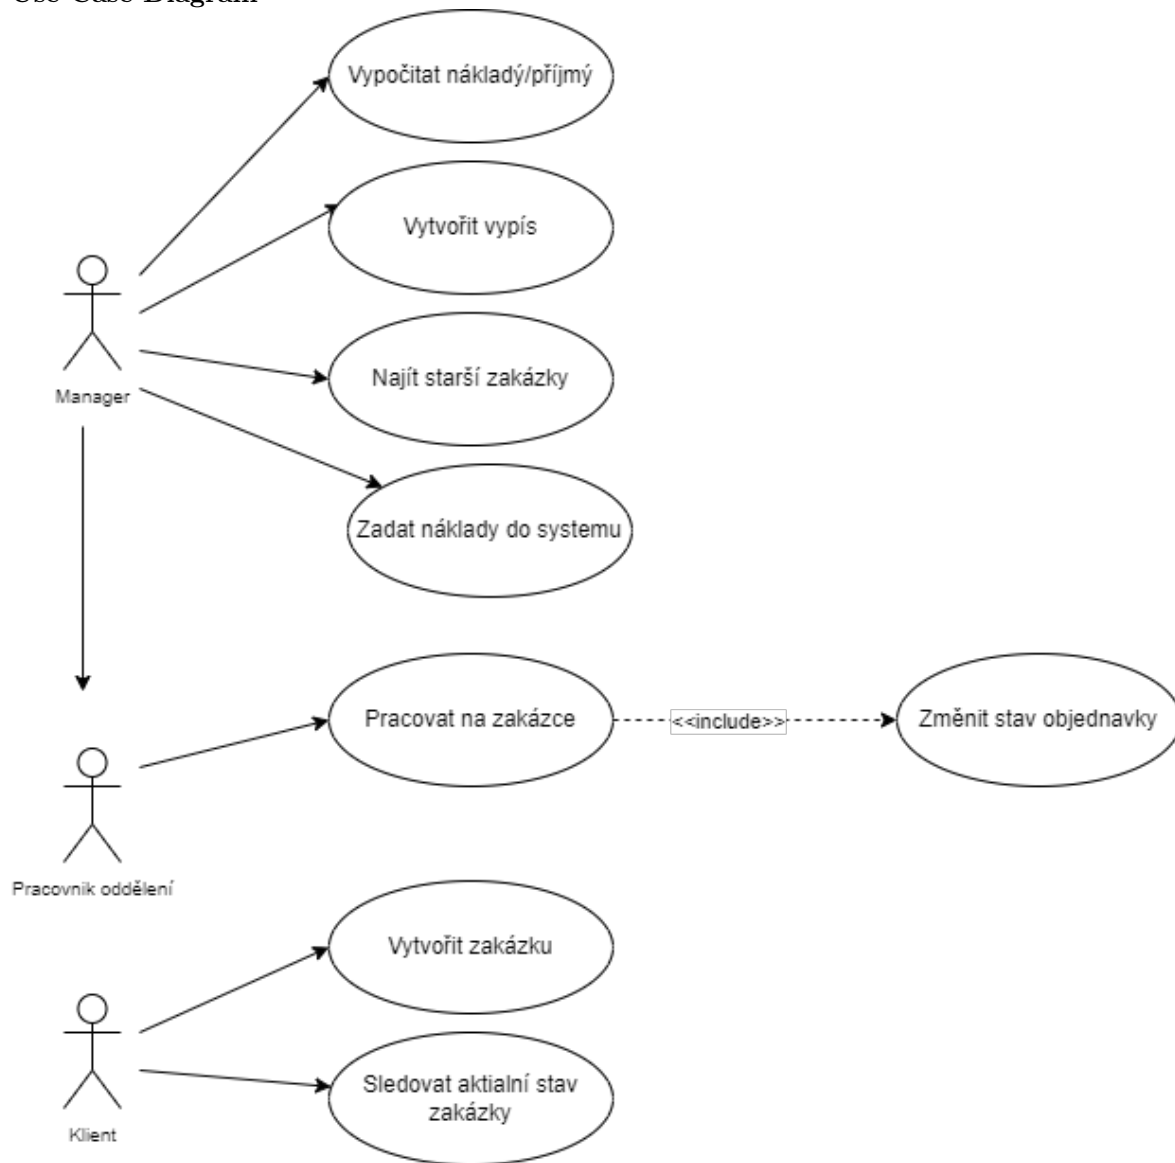 Use Case Diagram
Vypočitat nákladý/příjmý
Vytvořit vypís
Manager
Najít starší zakázky
Zadat náklady do systemu
Pracovat na zakázce
<<include>>
Změnit stav objednavky
Pracovnik oddělení
Vytvořit zakázku
Klient
Sledovat aktialní stav
zakázky